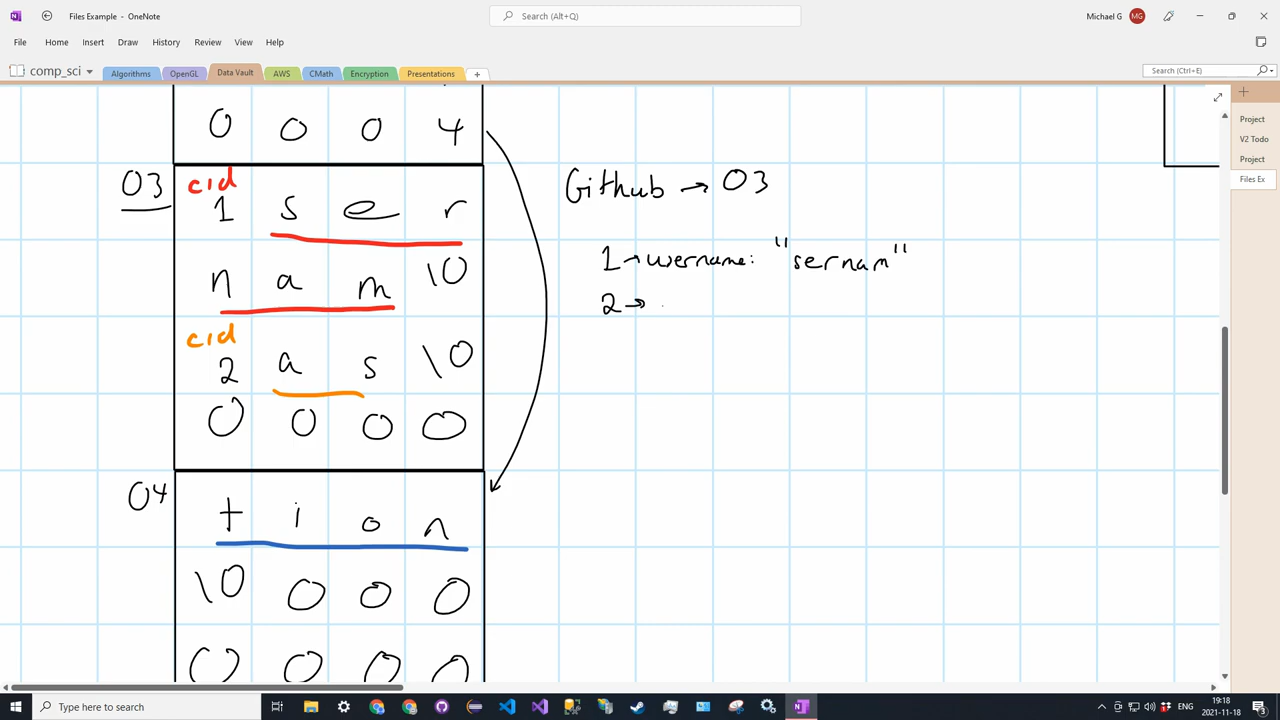 Files Example - OneNote
Search (Alt+Q)
Michael G
MG
File Home Insert Draw History Review View Help
comp_sci
Algorithms OpenGL Data Vault AWS CMath Encryption Presentations +
Search (Ctrl+E)
Project
V2 Todo
Project
Files Ex
0 0 0 4
03 cid
1 s e r
n a m \0
cid
2 a s \0
0 0 0 0
04
t i o n
\0 0 0 0
0 0 0 0
Github → 03
1 → username: "sernam"
2 →
Type here to search
19:18
2021-11-18